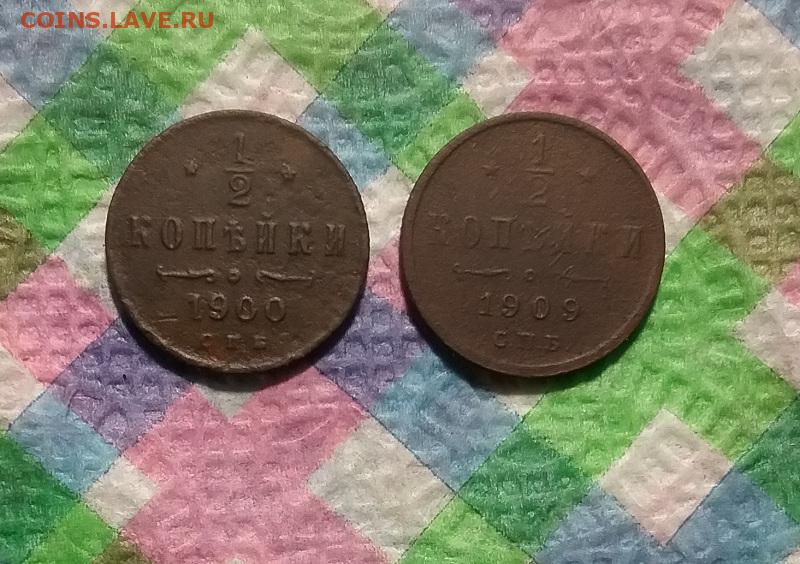 COINS.LAVE.RU
1/2
КОПѢЙКИ
1900
СПБ
1/2
КОПѢЙКИ
1909
СПБ